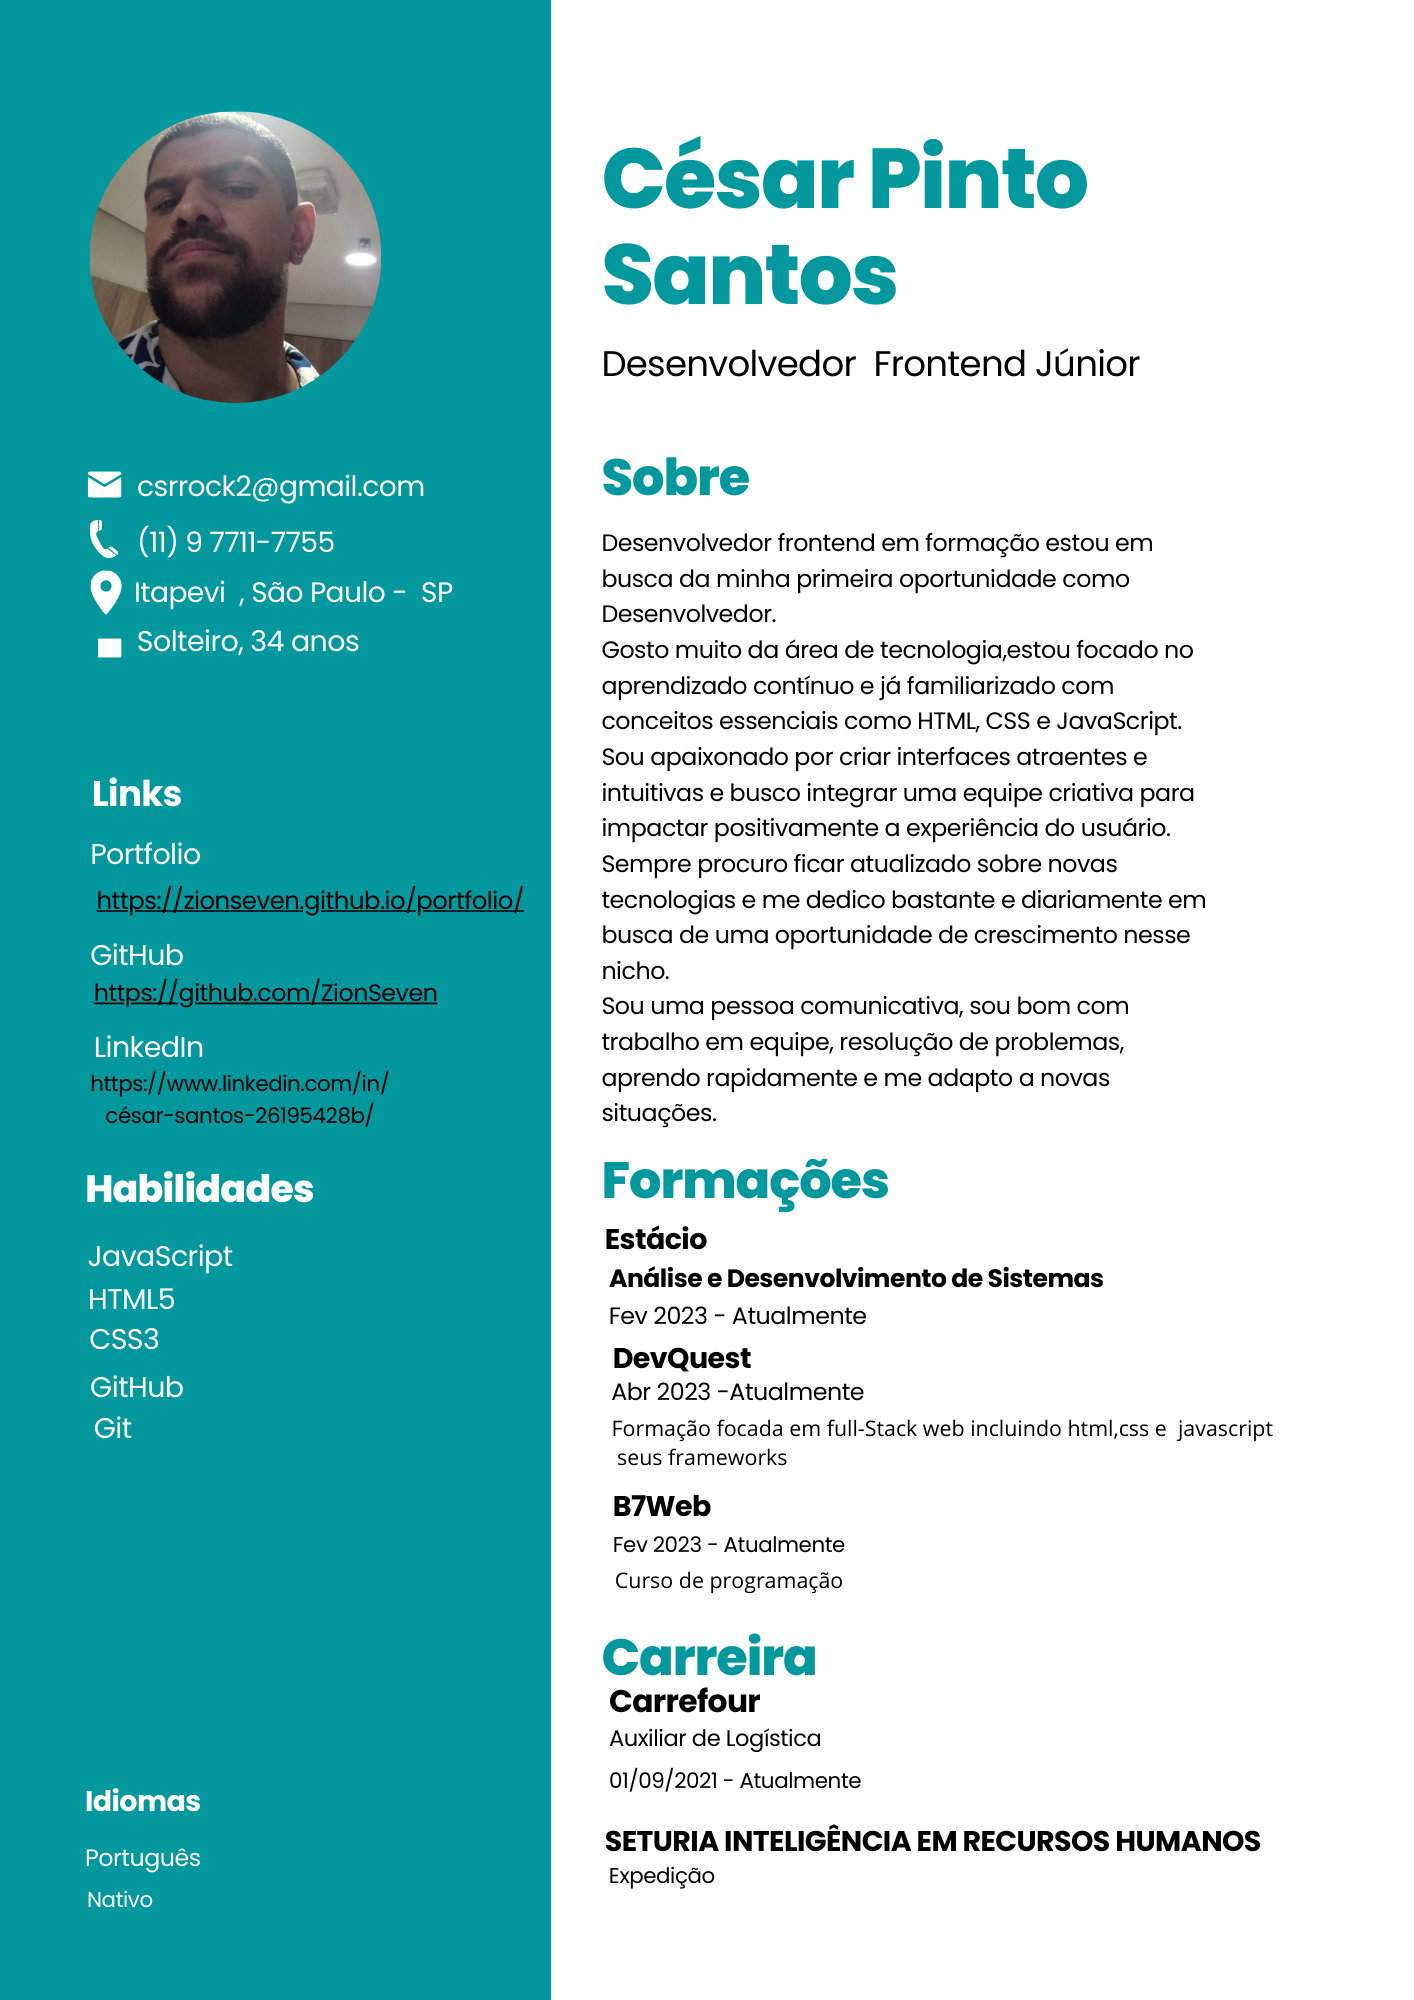 csrrock2@gmail.com
(11) 9 7711-7755
Itapevi , São Paulo - SP
Solteiro, 34 anos
Links
Portfolio
https://zionseven.github.io/portfolio/
GitHub
https://github.com/ZionSeven
LinkedIn
https://www.linkedin.com/in/
césar-santos-26195428b/
Habilidades
JavaScript
HTML5
CSS3
GitHub
Git
Idiomas
Português
Nativo
César Pinto
Santos
Desenvolvedor Frontend Júnior
Sobre
Desenvolvedor frontend em formação estou em
busca da minha primeira oportunidade como
Desenvolvedor.
Gosto muito da área de tecnologia,estou focado no
aprendizado contínuo e já familiarizado com
conceitos essenciais como HTML, CSS e JavaScript.
Sou apaixonado por criar interfaces atraentes e
intuitivas e busco integrar uma equipe criativa para
impactar positivamente a experiência do usuário.
Sempre procuro ficar atualizado sobre novas
tecnologias e me dedico bastante e diariamente em
busca de uma oportunidade de crescimento nesse
nicho.
Sou uma pessoa comunicativa, sou bom com
trabalho em equipe, resolução de problemas,
aprendo rapidamente e me adapto a novas
situações.
Formações
Estácio
Análise e Desenvolvimento de Sistemas
Fev 2023 - Atualmente
DevQuest
Abr 2023 -Atualmente
Formação focada em full-Stack web incluindo html,css e javascript
seus frameworks
B7Web
Fev 2023 - Atualmente
Curso de programação
Carreira
Carrefour
Auxiliar de Logística
01/09/2021 - Atualmente
SETURIA INTELIGÊNCIA EM RECURSOS HUMANOS
Expedição